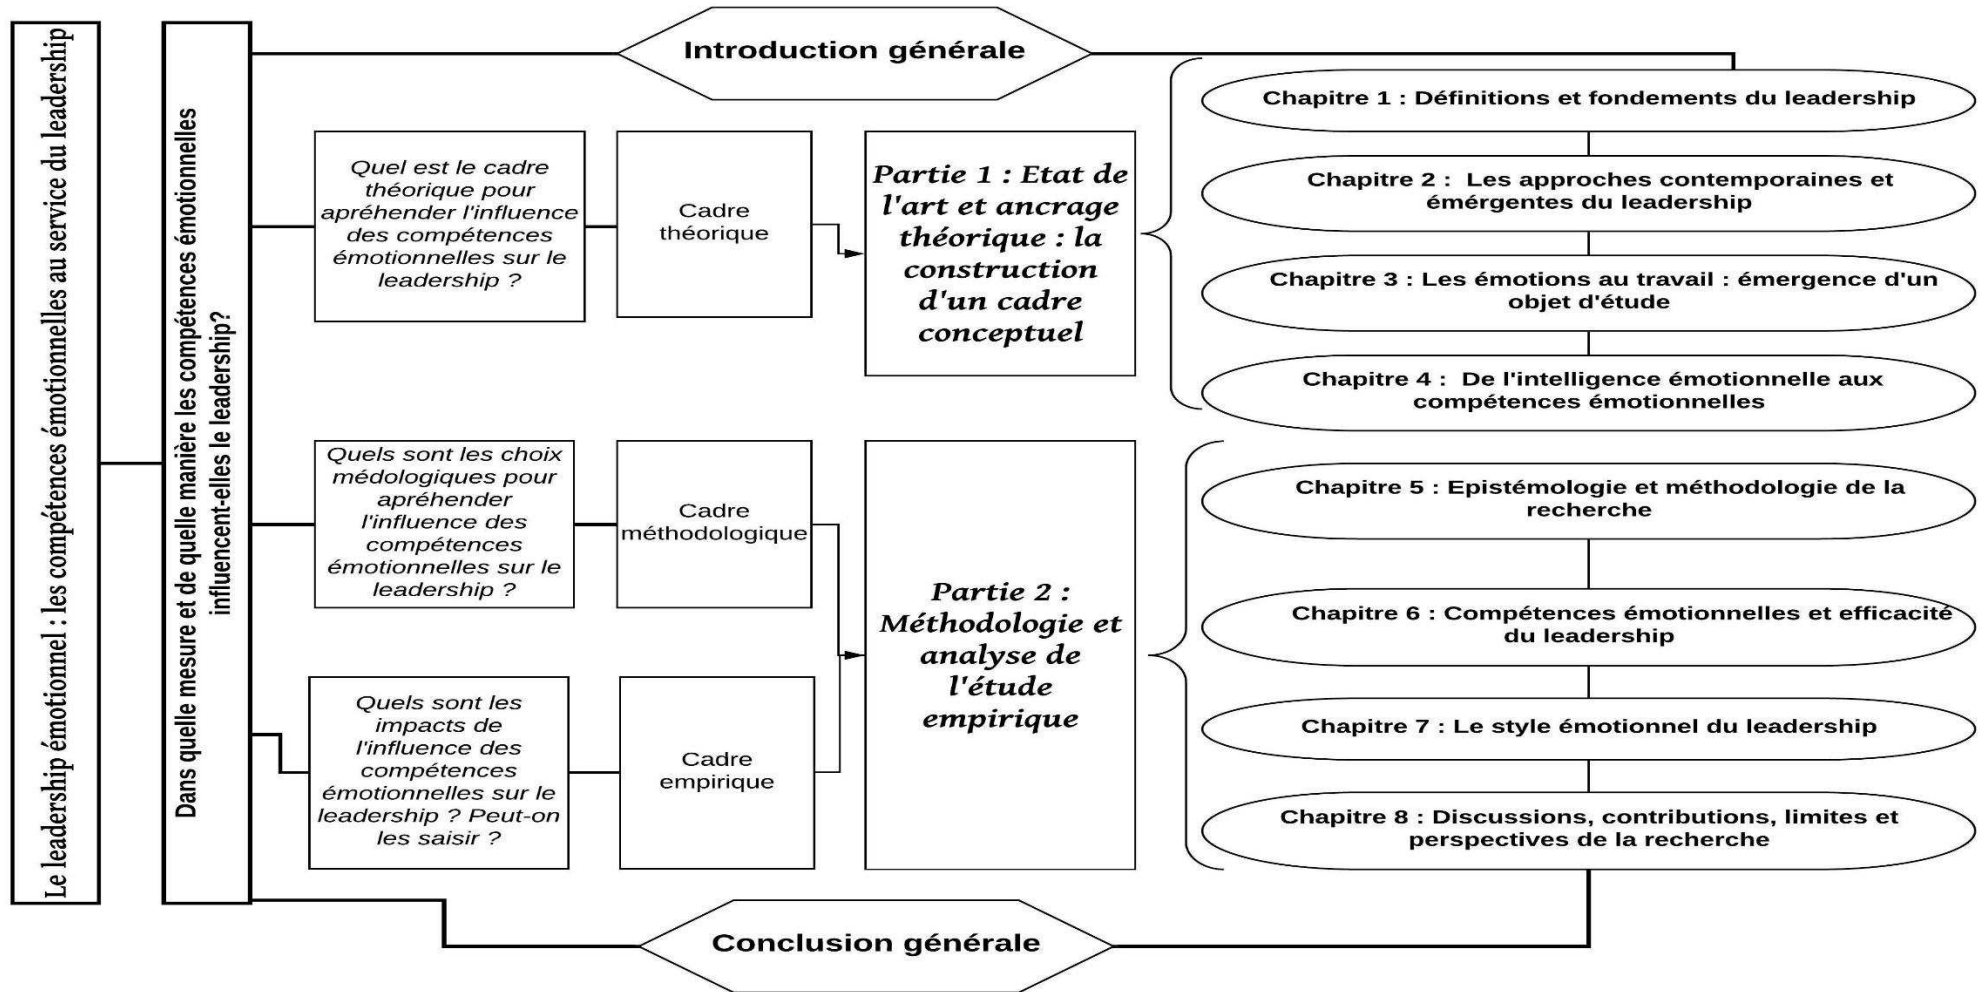 Le leadership émotionnel : les compétences émotionnelles au service du leadership
Dans quelle mesure et de quelle manière les compétences émotionnelles
influencent-elles le leadership?
Introduction générale
Quel est le cadre
théorique pour
apréhender l'influence
des compétences
émotionnelles sur le
leadership ?
Cadre
théorique
Partie 1 : Etat de
l'art et ancrage
théorique : la
construction
d'un cadre
conceptuel
Chapitre 1 : Définitions et fondements du leadership
Chapitre 2 : Les approches contemporaines et
émérgentes du leadership
Chapitre 3 : Les émotions au travail : émergence d'un
objet d'étude
Chapitre 4 : De l'intelligence émotionnelle aux
compétences émotionnelles
Quels sont les choix
médologiques pour
apréhender
l'influence des
compétences
émotionnelles sur le
leadership ?
Cadre
méthodologique
Quels sont les
impacts de
l'influence des
compétences
émotionnelles sur le
leadership ? Peut-on
les saisir ?
Cadre
empirique
Partie 2 :
Méthodologie et
analyse de
l'étude
empirique
Chapitre 5 : Epistémologie et méthodologie de la
recherche
Chapitre 6 : Compétences émotionnelles et efficacité
du leadership
Chapitre 7 : Le style émotionnel du leadership
Chapitre 8 : Discussions, contributions, limites et
perspectives de la recherche
Conclusion générale